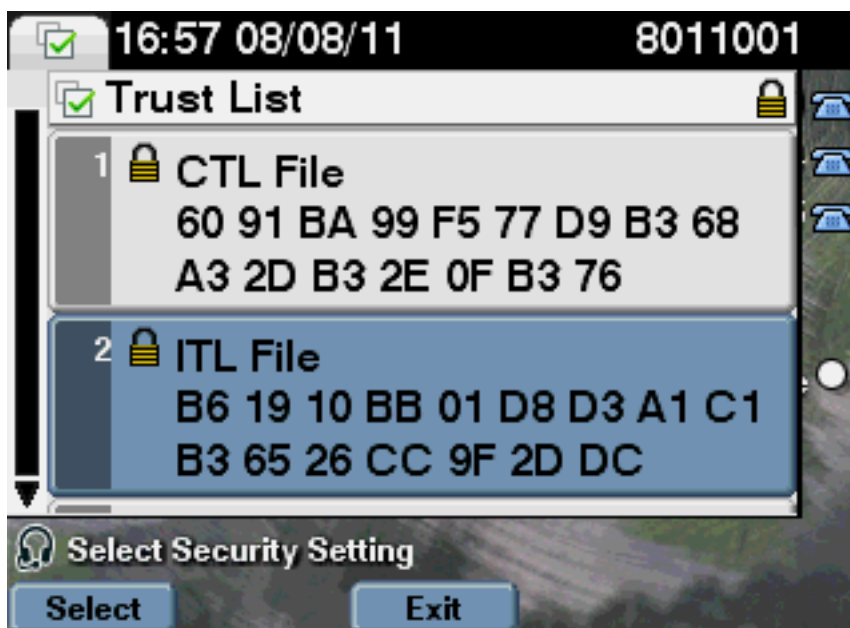 16:57 08/08/11 8011001
Trust List
1 CTL File
60 91 BA 99 F5 77 D9 B3 68
A3 2D B3 2E 0F B3 76
2 ITL File
B6 19 10 BB 01 D8 D3 A1 C1
B3 65 26 CC 9F 2D DC
Select Security Setting
Select Exit